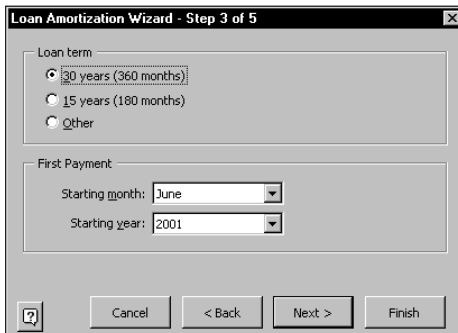 Loan Amortization Wizard - Step 3 of 5
Loan term
30 years (360 months)
15 years (180 months)
Other
First Payment
Starting month: June
Starting year: 2001
? Cancel < Back Next > Finish